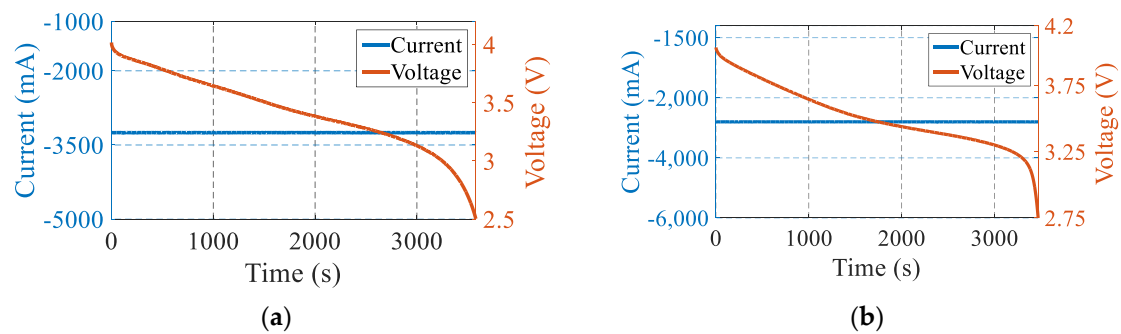 -1000
-2000
-3500
-5000
Current (mA)
4
3.5
3
2.5
Voltage (V)
Current
Voltage
0
1000
2000
3000
Time (s)
(a)
-1500
-2,000
-4,000
-6,000
Current (mA)
4.2
3.75
3.25
2.75
Voltage (V)
Current
Voltage
0
1000
2000
3000
Time (s)
(b)